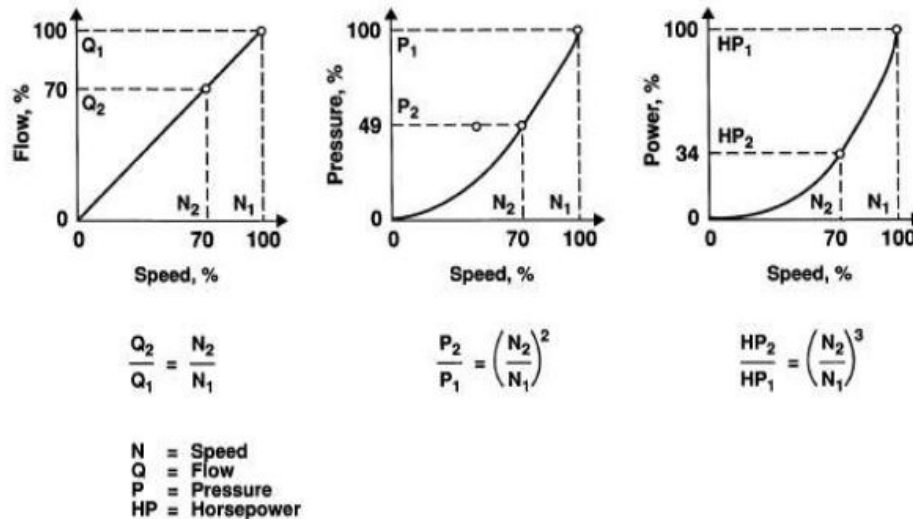 100
Q₁
70
Q₂
Flow, %
0
N₂ N₁
0 70 100
Speed, %
100
P₁
P₂
49
Pressure, %
0
N₂ N₁
0 70 100
Speed, %
100
HP₁
34
HP₂
Power, %
0
N₂ N₁
0 70 100
Speed, %
Q₂/Q₁ = N₂/N₁
P₂/P₁ = (N₂/N₁)²
HP₂/HP₁ = (N₂/N₁)³
N = Speed
Q = Flow
P = Pressure
HP = Horsepower